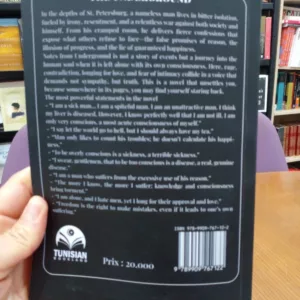 In the depths of St. Petersburg, a nameless man lives in bitter isolation,
fueled by irony, resentment, and a relentless war against both society and
himself. From his cramped room, he delivers fierce confessions that
expose what others refuse to face—the false promises of reason, the
illusion of progress, and the lie of guaranteed happiness.
Notes from Underground is not a story of events but a journey into the
human soul when it is left alone with its own consciousness. Here, rage,
contradiction, longing for love, and fear of intimacy collide in a voice that
demands not sympathy, but truth. This is a novel that unsettles you,
because somewhere in its pages, you may find yourself staring back.
The most powerful statements in the novel
- "I am a sick man... I am a spiteful man. I am an unattractive man. I think
my liver is diseased. However, I know perfectly well that I am not ill. I am
only very conscious, a most acute consciousness of myself."
- "I say let the world go to hell, but I should always have my tea."
- "Man only likes to count his troubles; he doesn't calculate his happi-
ness."
- "To be overly conscious is a sickness, a terrible sickness."
- "I swear, gentlemen, that to be too conscious is a disease, a real, genuine
disease."
- "I am a man who suffers from the excessive use of his reason."
- "The more I know, the more I suffer; knowledge and consciousness
bring torment."
- "I am alone, and I hate men, yet I long for their approval and love."
- "Freedom is the right to make mistakes, even if it leads to one's own
suffering."
TUNISIAN
Prix : 20,000
ISBN 978-9909-767-12-2
9789909767122